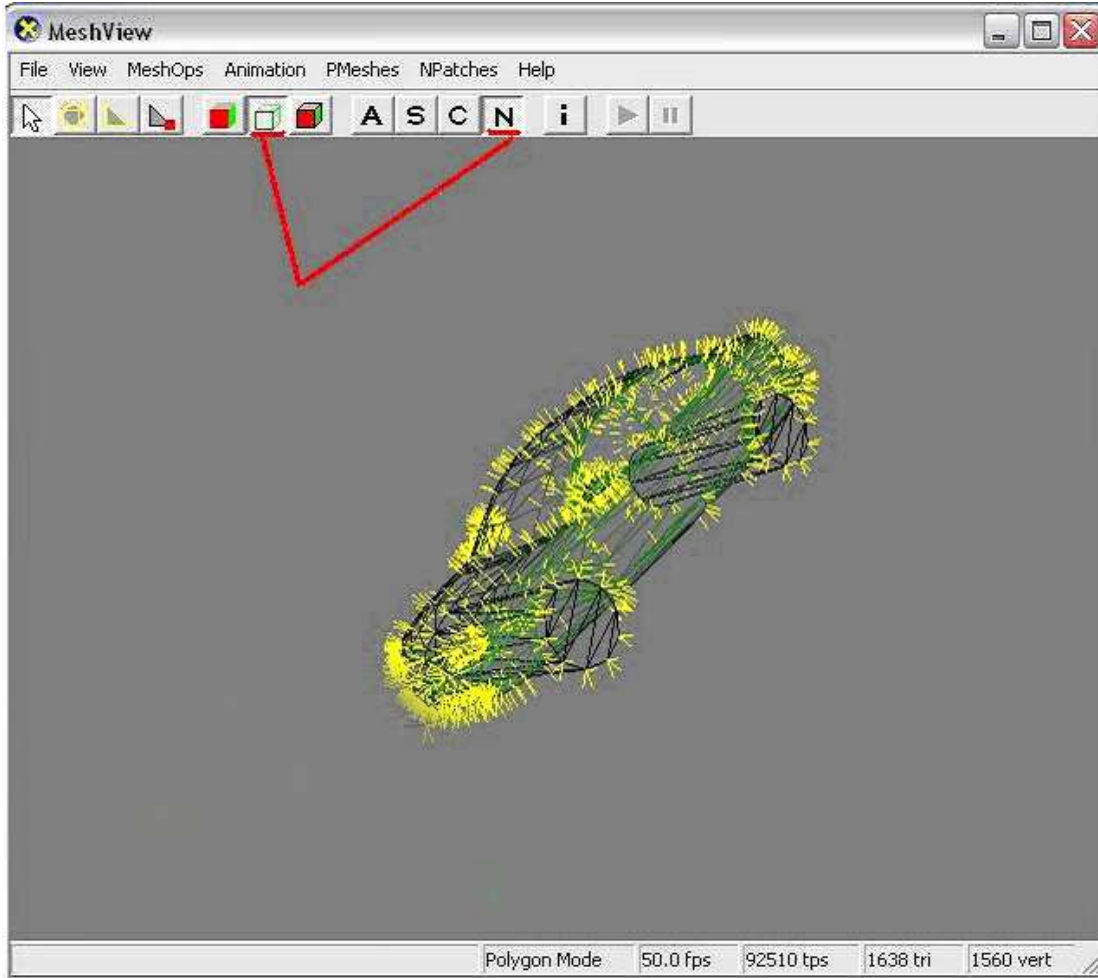 MeshView
File View MeshOps Animation PMeshes NPatches Help
A S C N i
Polygon Mode 50.0 fps 92510 tps 1638 tri 1560 vert